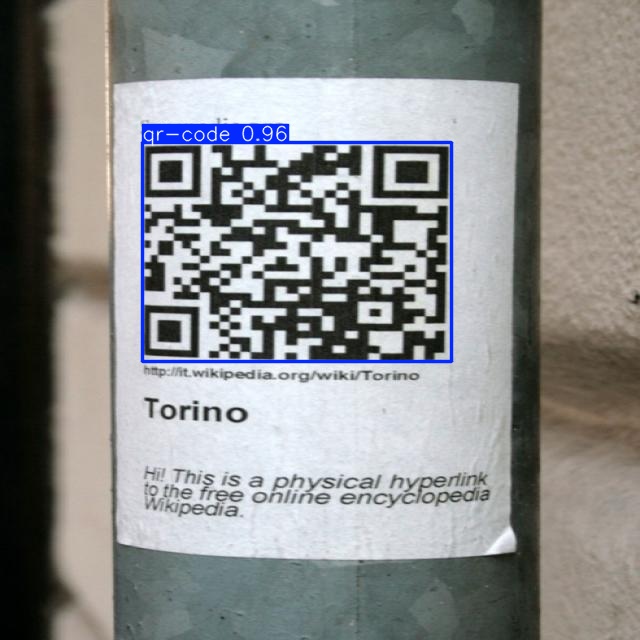 qr-code 0.96
http://it.wikipedia.org/wiki/Torino
Torino
Hi! This is a physical hyperlink
to the free online encyclopedia
Wikipedia.